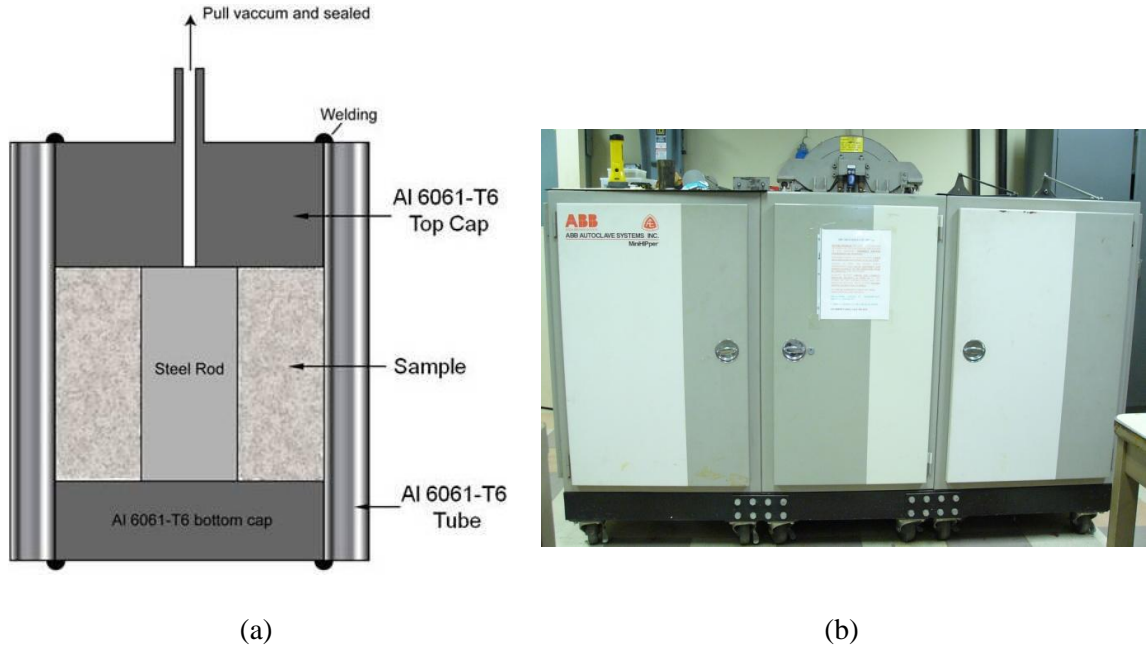 Pull vaccum and sealed
Welding
Al 6061-T6
Top Cap
Steel Rod
Sample
Al 6061-T6
Tube
Al 6061-T6 bottom cap
ABB
ABB AUTOCLAVE SYSTEMS INC.
MiniHIPper
(a)
(b)